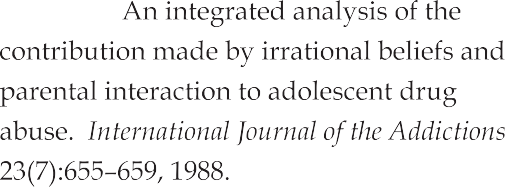 An integrated analysis of the
contribution made by irrational beliefs and
parental interaction to adolescent drug
abuse. International Journal of the Addictions
23(7):655–659, 1988.